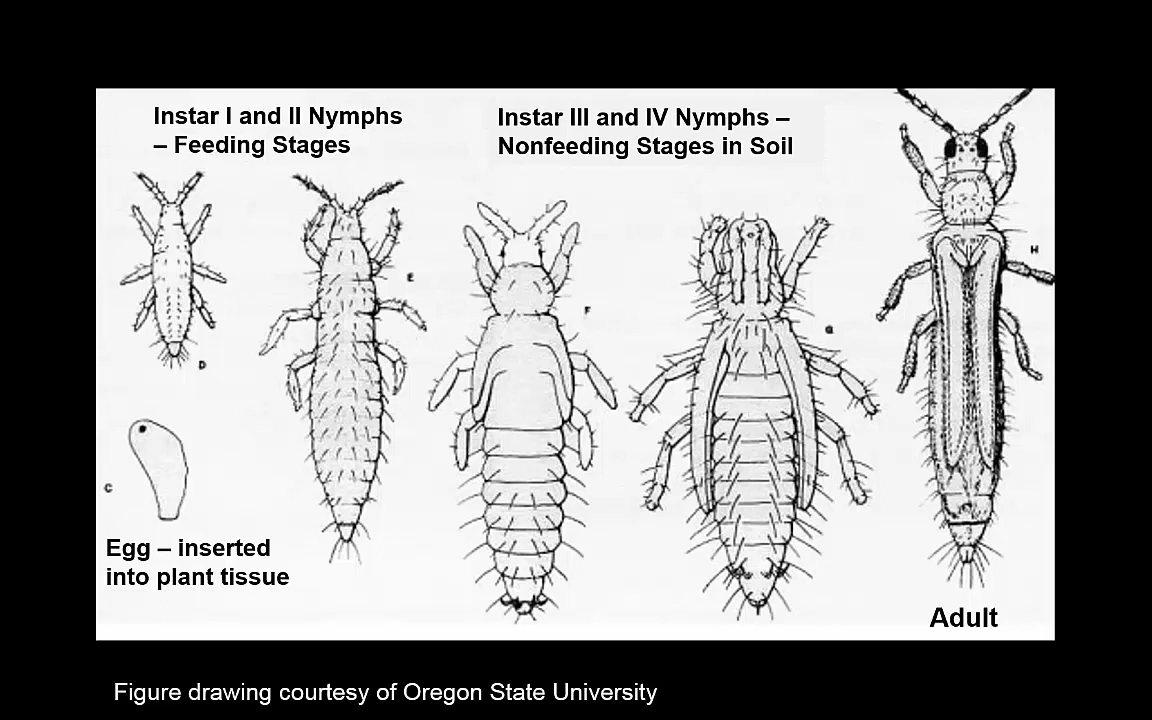 Instar I and II Nymphs
– Feeding Stages
Instar III and IV Nymphs –
Nonfeeding Stages in Soil
H
E
F
G
D
C
Egg – inserted
into plant tissue
Adult
Figure drawing courtesy of Oregon State University